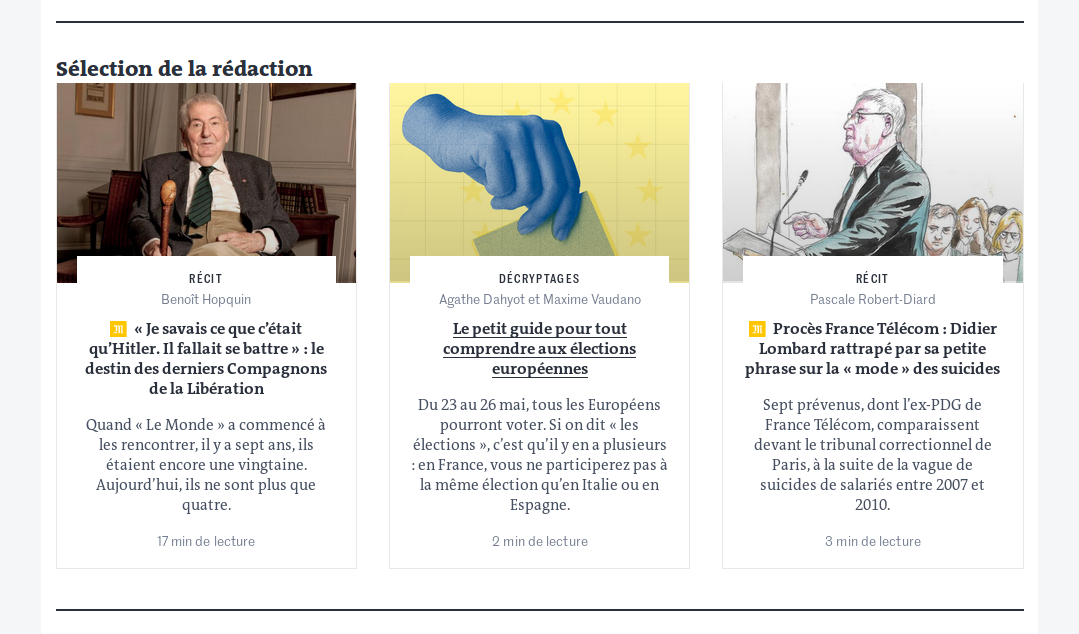 Sélection de la rédaction
RÉCIT
Benoît Hopquin
M « Je savais ce que c’était
qu’Hitler. Il fallait se battre » : le
destin des derniers Compagnons
de la Libération
Quand « Le Monde » a commencé à
les rencontrer, il y a sept ans, ils
étaient encore une vingtaine.
Aujourd’hui, ils ne sont plus que
quatre.
17 min de lecture
DÉCRYPTAGES
Agathe Dahyot et Maxime Vaudano
Le petit guide pour tout
comprendre aux élections
européennes
Du 23 au 26 mai, tous les Européens
pourront voter. Si on dit « les
élections », c’est qu’il y en a plusieurs
: en France, vous ne participerez pas à
la même élection qu’en Italie ou en
Espagne.
2 min de lecture
RÉCIT
Pascale Robert-Diard
M Procès France Télécom : Didier
Lombard rattrapé par sa petite
phrase sur la « mode » des suicides
Sept prévenus, dont l’ex-PDG de
France Télécom, comparaissent
devant le tribunal correctionnel de
Paris, à la suite de la vague de
suicides de salariés entre 2007 et
2010.
3 min de lecture